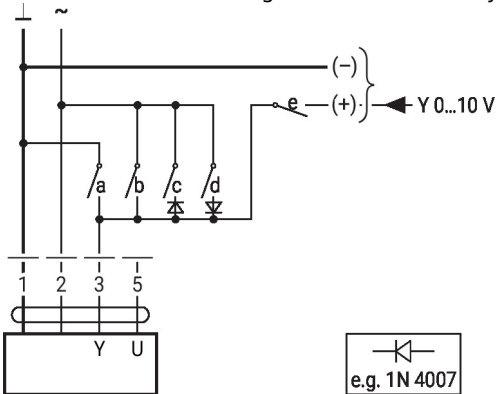 ⊥ ~
(−)
e (+) Y 0...10 V
a b c d
1 2 3 5
Y U
e.g. 1N 4007